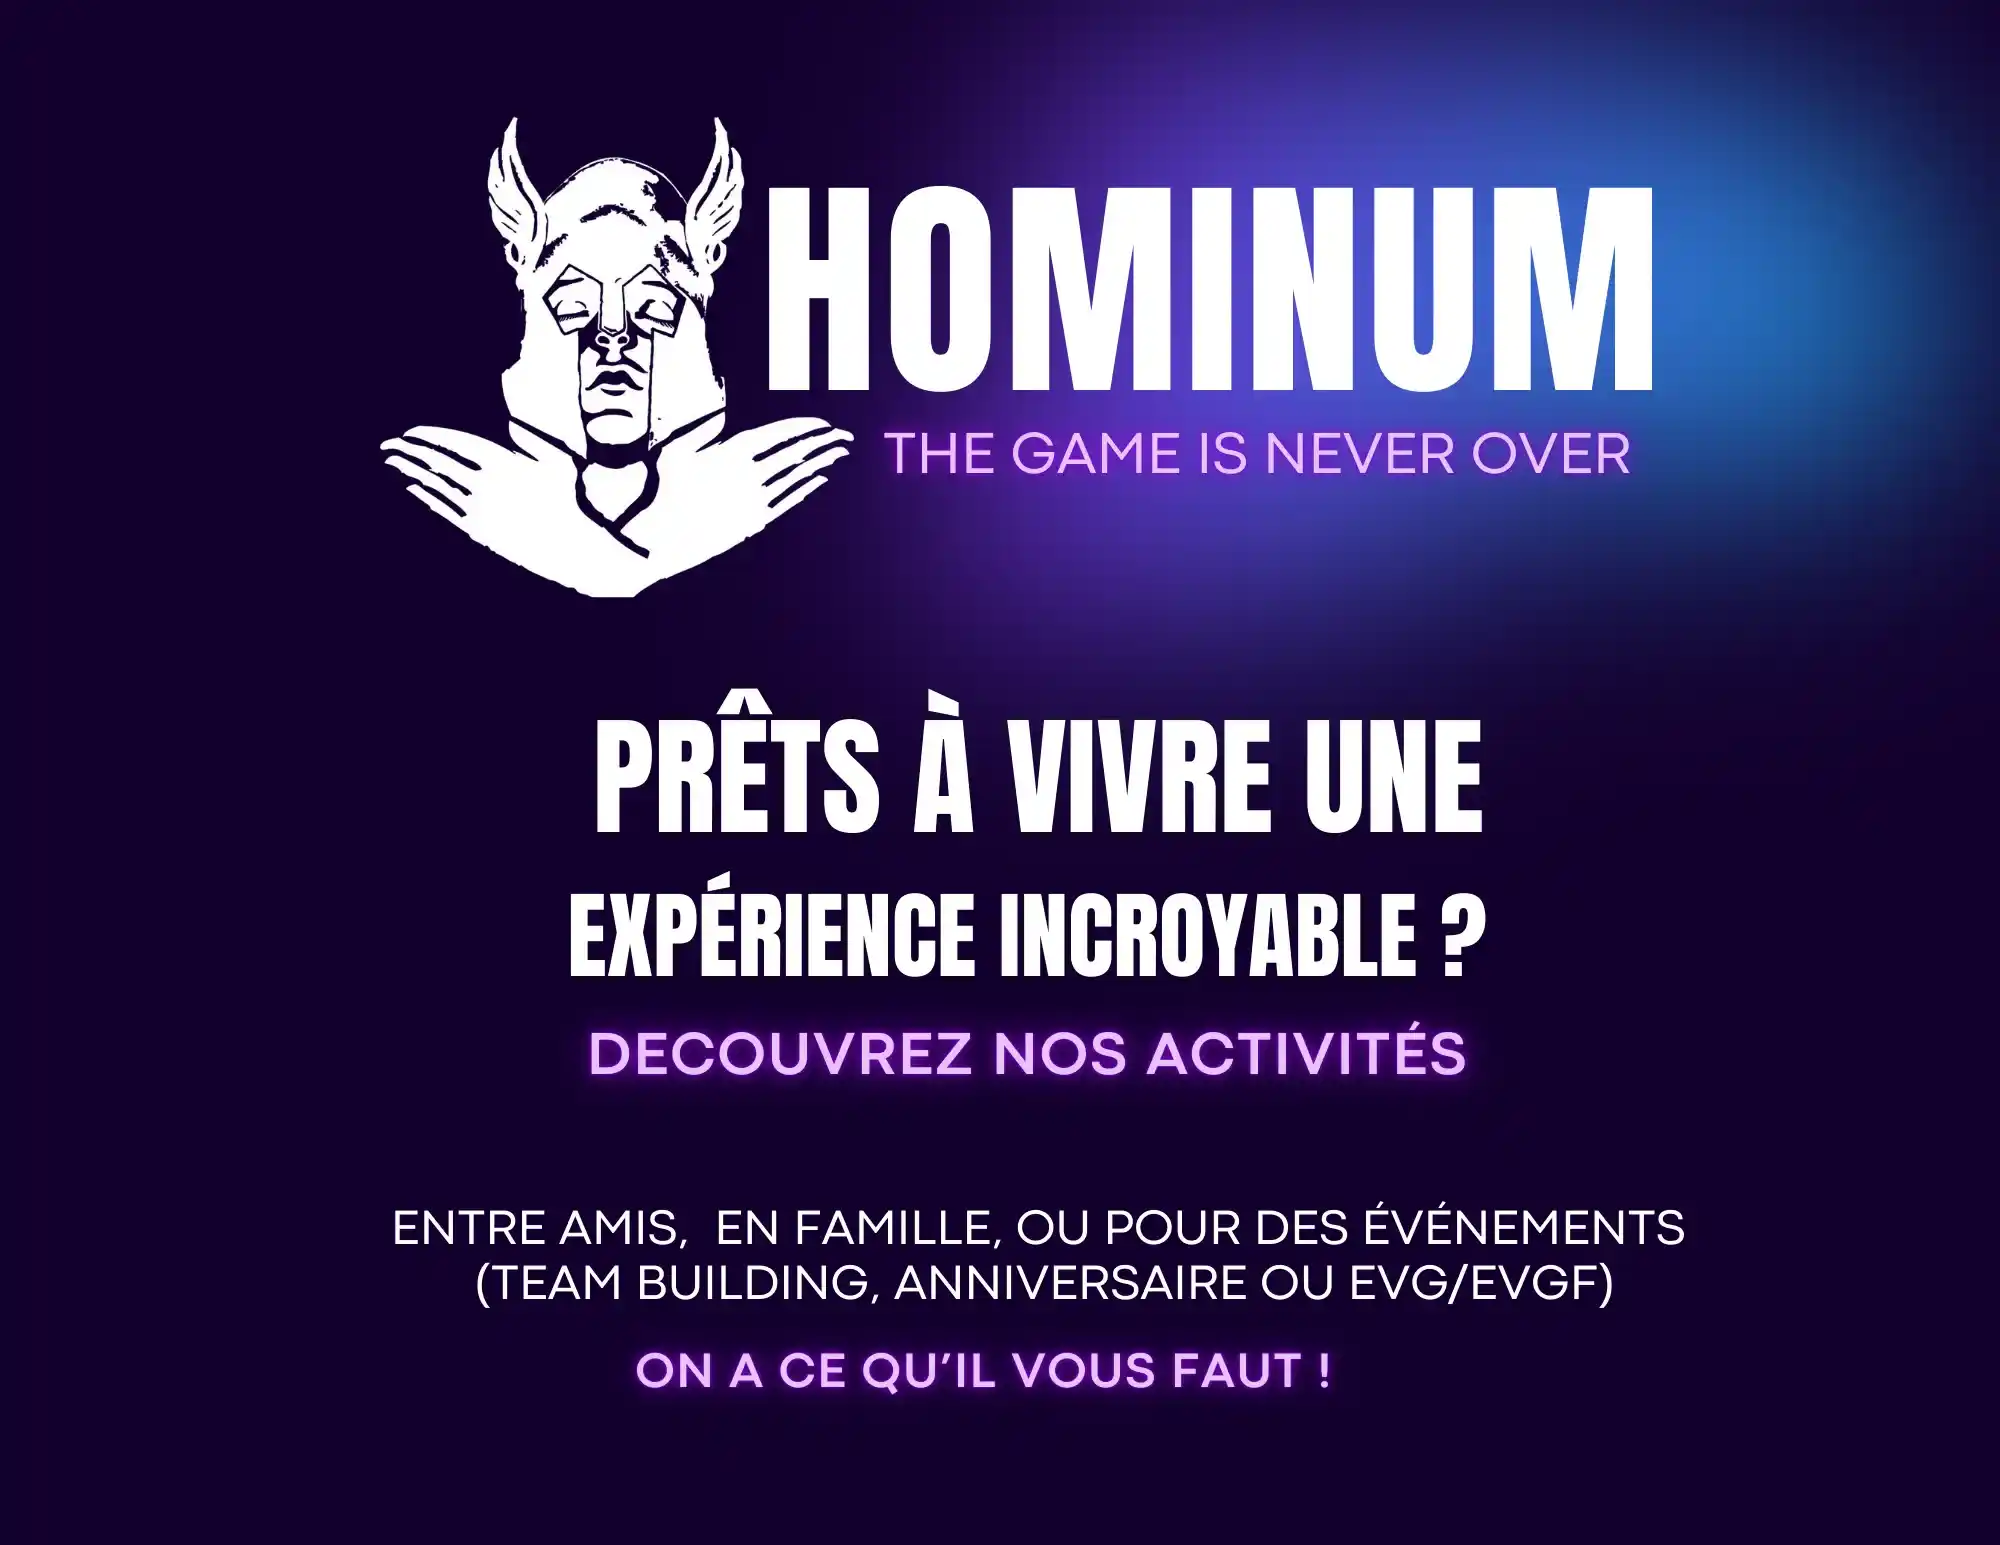 HOMINUM
THE GAME IS NEVER OVER
PRÊTS À VIVRE UNE
EXPÉRIENCE INCROYABLE ?
DECOUVREZ NOS ACTIVITÉS
ENTRE AMIS, EN FAMILLE, OU POUR DES ÉVÉNEMENTS
(TEAM BUILDING, ANNIVERSAIRE OU EVG/EVGF)
ON A CE QU'IL VOUS FAUT !